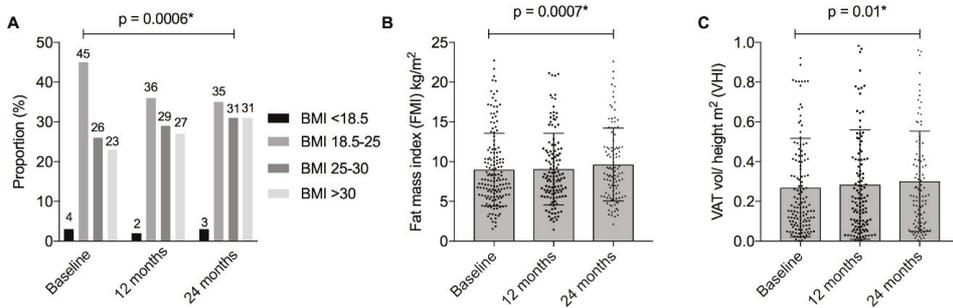 A
p = 0.0006*
Proportion (%)
50
40
30
20
10
0
4
45
26
23
2
36
29
27
3
35
31
31
Baseline
12 months
24 months
BMI <18.5
BMI 18.5-25
BMI 25-30
BMI >30
B
p = 0.0007*
Fat mass index (FMI) kg/m²
25
20
15
10
5
0
Baseline
12 months
24 months
C
p = 0.01*
VAT vol/ height m² (VHI)
1.0
0.8
0.6
0.4
0.2
0.0
Baseline
12 months
24 months